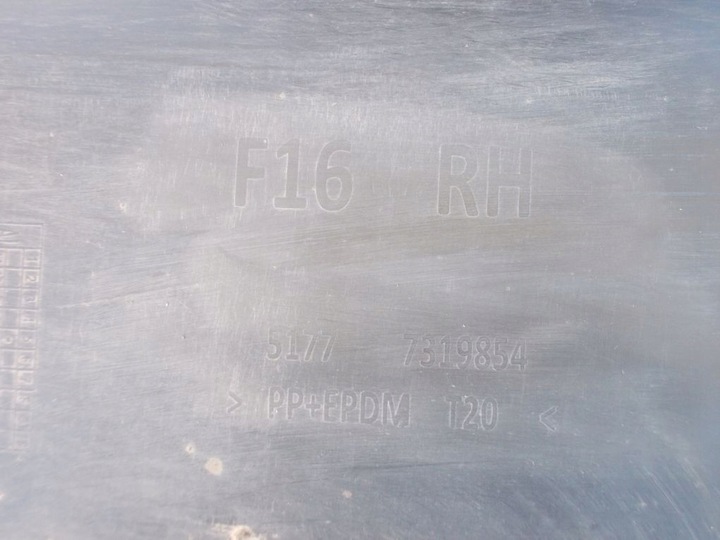 F16 RH
5177 7319854
> PP+EPDM T20 <